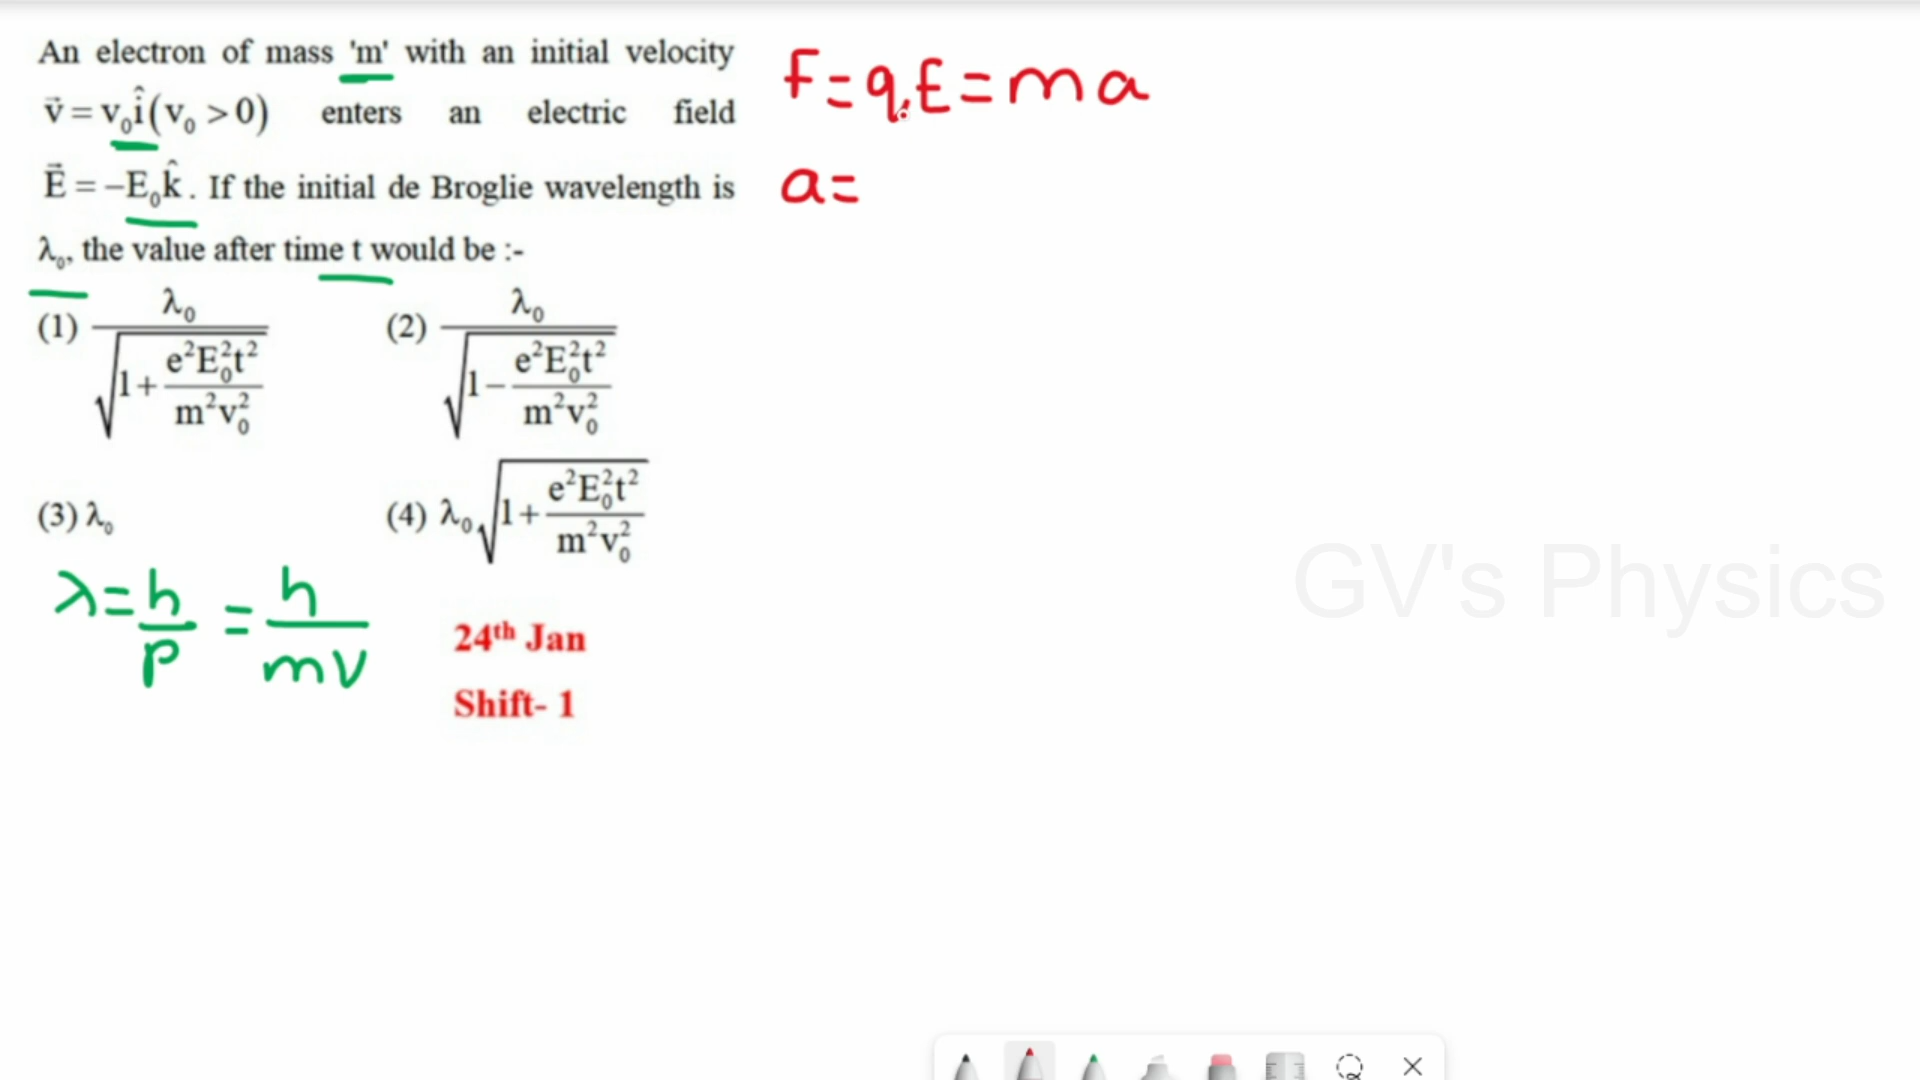 An electron of mass 'm' with an initial velocity
v⃗ = v₀î (v₀ > 0) enters an electric field
E⃗ = −E₀k̂ . If the initial de Broglie wavelength is
λ₀, the value after time t would be :-
(1) λ₀ / √(1 + e²E₀²t² / m²v₀²)
(2) λ₀ / √(1 − e²E₀²t² / m²v₀²)
(3) λ₀
(4) λ₀ √(1 + e²E₀²t² / m²v₀²)
λ = h/p = h/mv
24th Jan
Shift- 1
F = q,E = ma
a =
GV's Physics